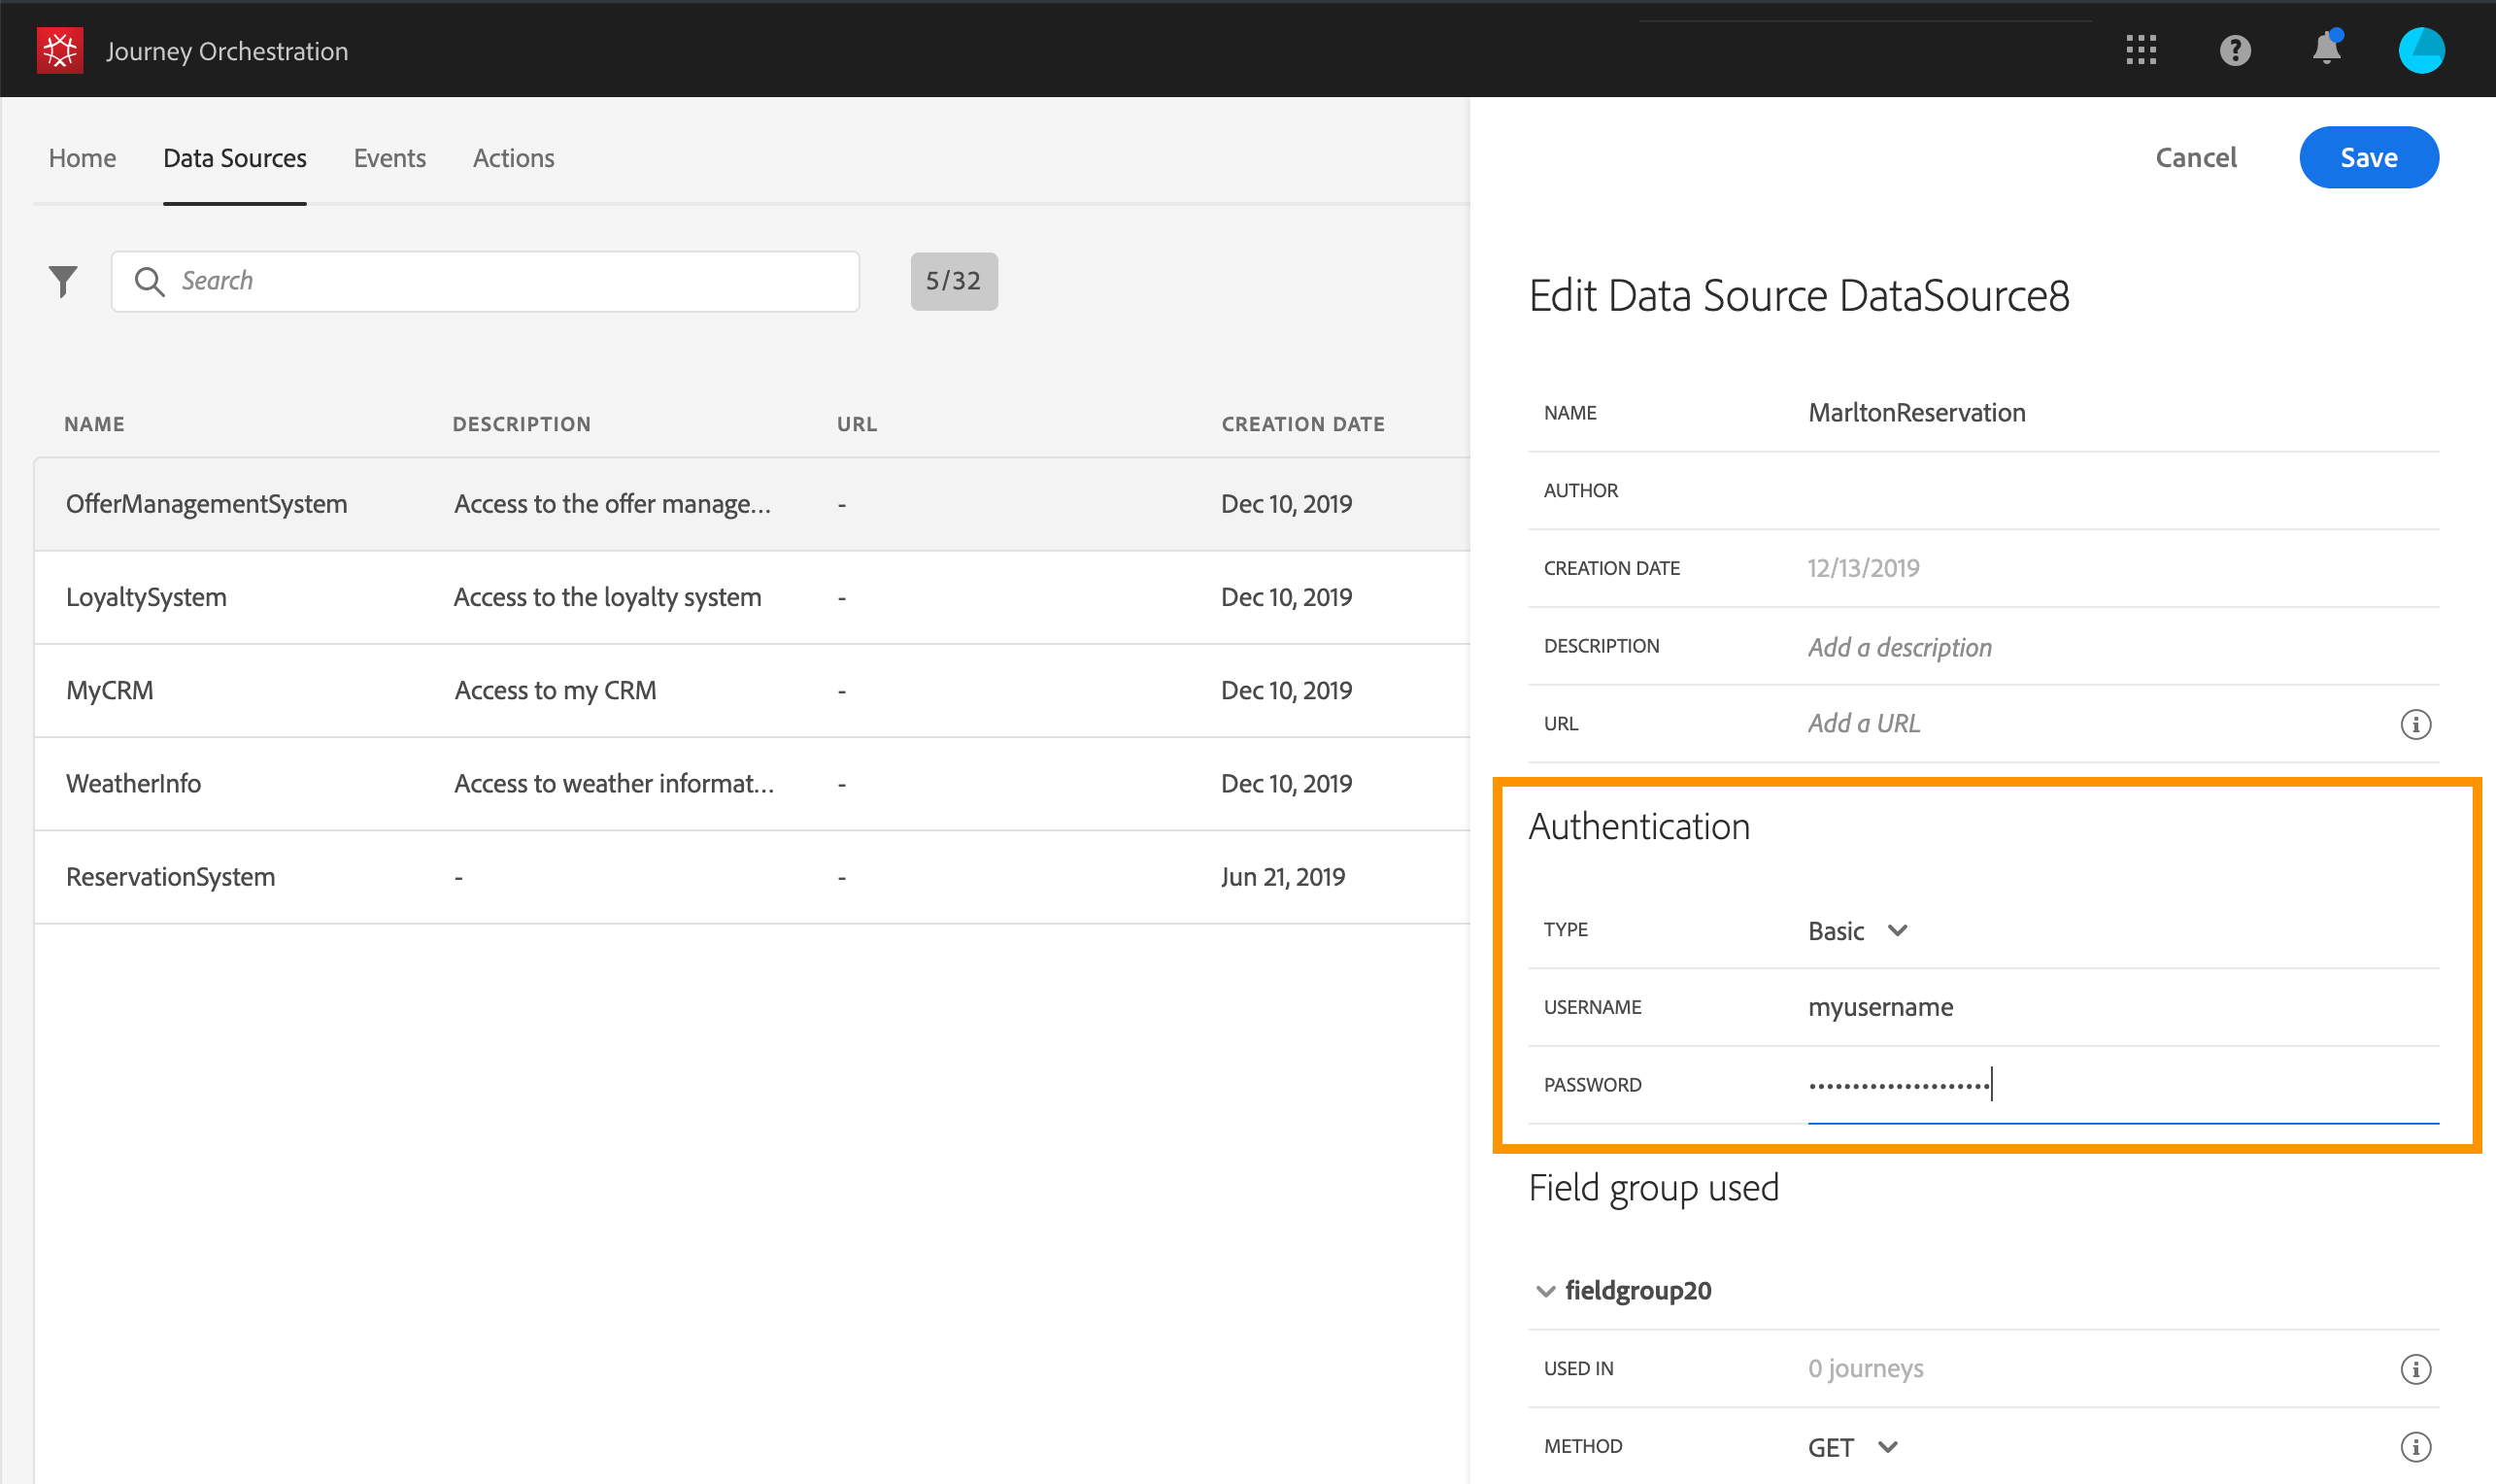 Journey Orchestration
Home Data Sources Events Actions
Search 5/32
NAME DESCRIPTION URL CREATION DATE
OfferManagementSystem Access to the offer manage... - Dec 10, 2019
LoyaltySystem Access to the loyalty system - Dec 10, 2019
MyCRM Access to my CRM - Dec 10, 2019
WeatherInfo Access to weather informat... - Dec 10, 2019
ReservationSystem - - Jun 21, 2019
Cancel Save
Edit Data Source DataSource8
NAME MarltonReservation
AUTHOR
CREATION DATE 12/13/2019
DESCRIPTION Add a description
URL Add a URL
Authentication
TYPE Basic
USERNAME myusername
PASSWORD •••••••••••••••••••••
Field group used
fieldgroup20
USED IN 0 journeys
METHOD GET